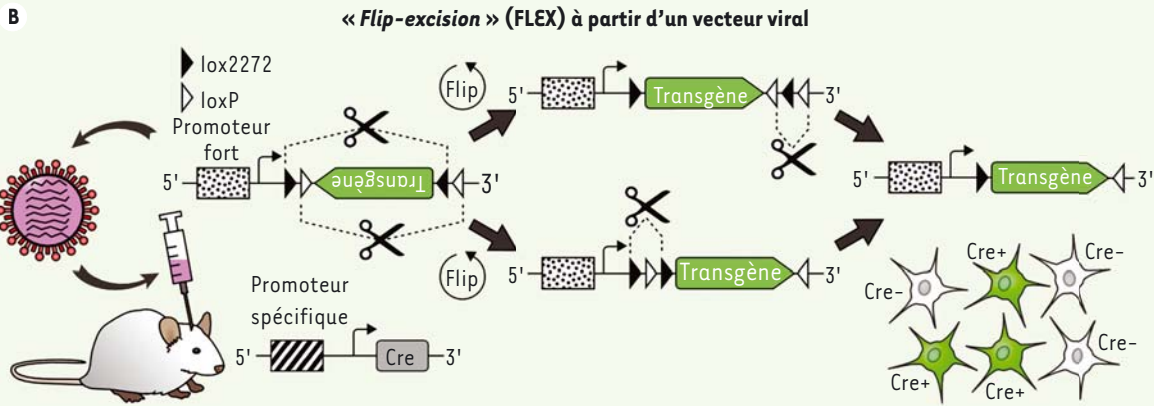 B
« Flip-excision » (FLEX) à partir d’un vecteur viral
lox2272
loxP
Promoteur
fort
5'
Transgène
3'
Flip
5'
Transgène
3'
Flip
5'
Transgène
3'
5'
Transgène
3'
Promoteur
spécifique
5'
Cre
3'
Cre+
Cre-
Cre-
Cre-
Cre+
Cre+